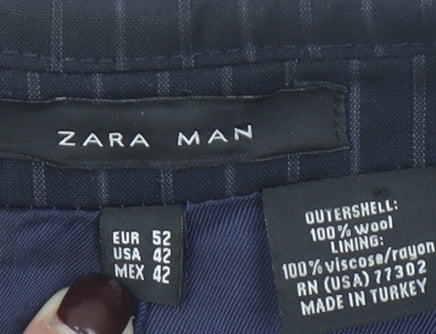 ZARA MAN
EUR 52
USA 42
MEX 42
OUTERSHELL:
100% wool
LINING:
100% viscose/rayon
RN (USA) 77302
MADE IN TURKEY